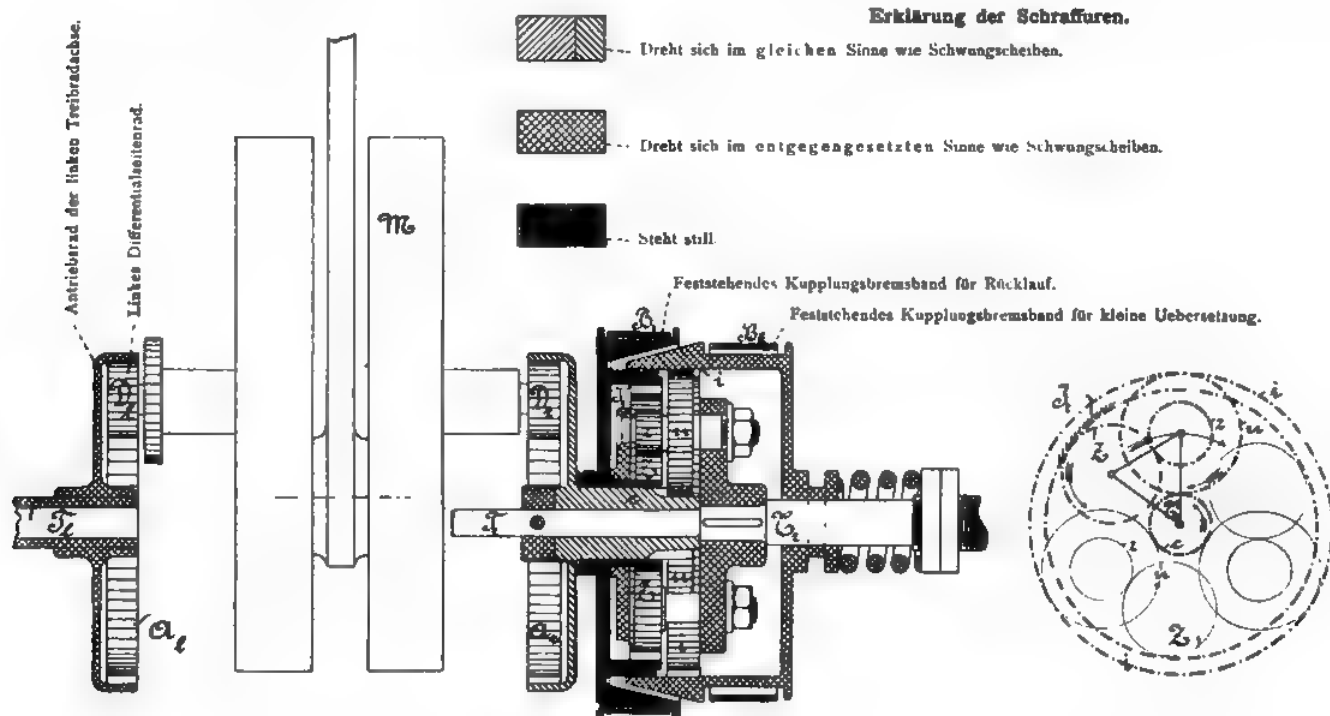 Erklärung der Schraffuren.
Dreht sich im gleichen Sinne wie Schwungscheiben.
Dreht sich im entgegengesetzten Sinne wie Schwungscheiben.
Steht still
Feststehendes Kupplungsbremsband für Rücklauf.
Feststehendes Kupplungsbremsband für kleine Uebersetzung.
Antriebsrad der linken Treibradachse.
Linkes Differentialseitenrad.
M
B
i
T l
A l
i
u
Z